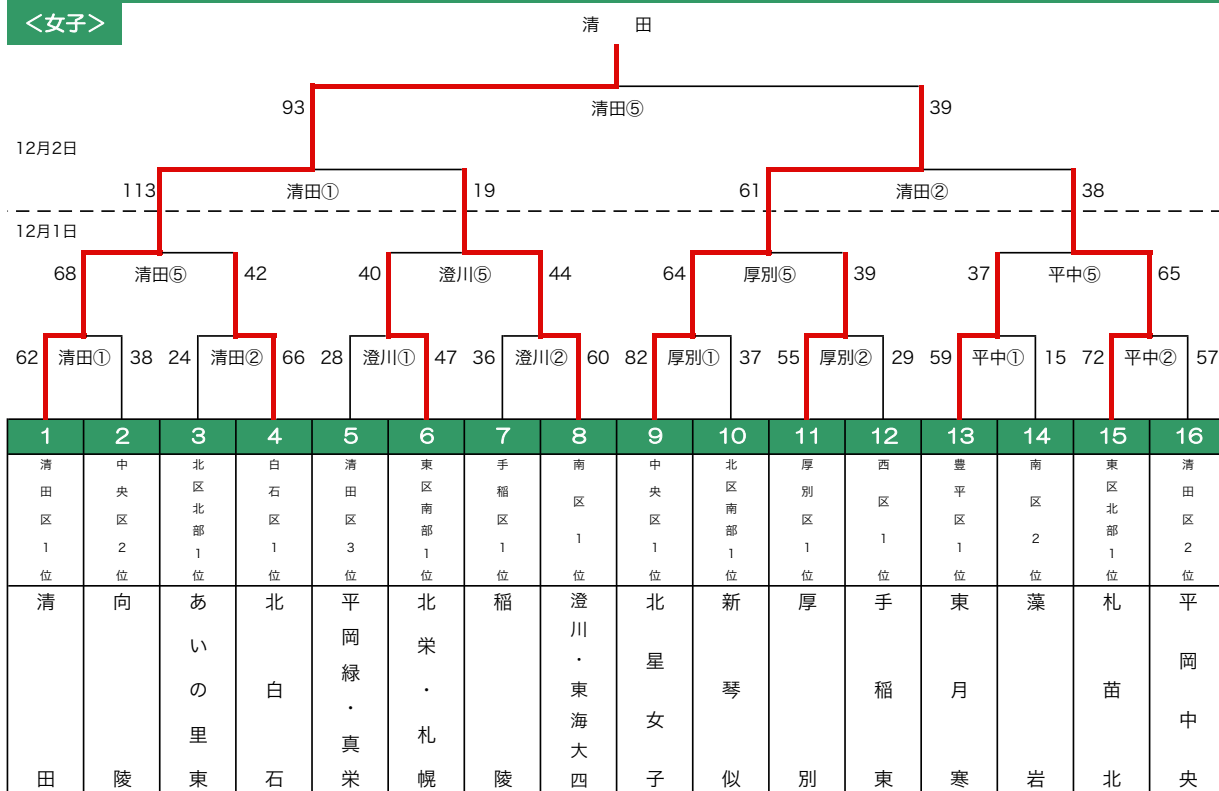 ＜女子＞
清　田
93 清田⑤ 39
12月2日
113 清田① 19 61 清田② 38
12月1日
68 清田⑤ 42 40 澄川⑤ 44 64 厚別⑤ 39 37 平中⑤ 65
62 清田① 38 24 清田② 66 28 澄川① 47 36 澄川② 60 82 厚別① 37 55 厚別② 29 59 平中① 15 72 平中② 57
1 2 3 4 5 6 7 8 9 10 11 12 13 14 15 16
清田区1位
中央区2位
北区北部1位
白石区1位
清田区3位
東区南部1位
手稲区1位
南区1位
中央区1位
北区南部1位
厚別区1位
西区1位
豊平区1位
南区2位
東区北部1位
清田区2位
清田
向陵
あいの里東
北白石
平岡緑・真栄
北栄・札幌
稲陵
澄川・東海大四
北星女子
新琴似
厚別
手稲東
東月寒
藻岩
札苗北
平岡中央